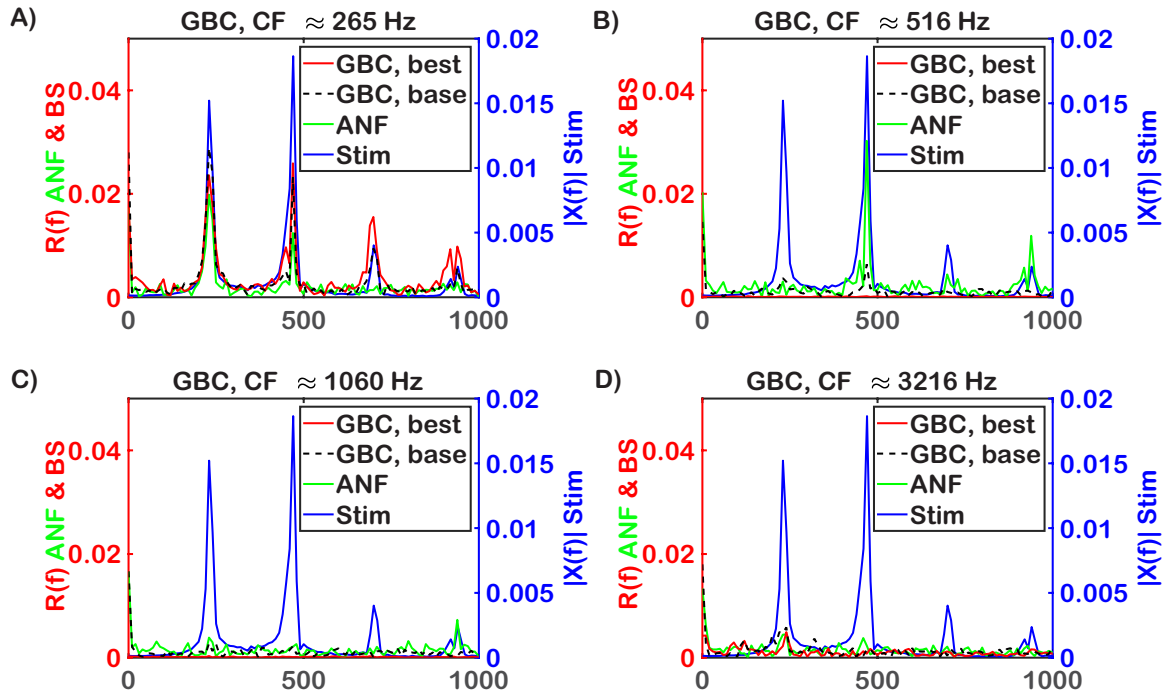 A)
GBC, CF ≈ 265 Hz
R(f) ANF & BS
0.04
0.02
0
GBC, best
GBC, base
ANF
Stim
0.02
0.015
0.01
0.005
0
|X(f)| Stim
0
500
1000
B)
GBC, CF ≈ 516 Hz
R(f) ANF & BS
0.04
0.02
0
GBC, best
GBC, base
ANF
Stim
0.02
0.015
0.01
0.005
0
|X(f)| Stim
0
500
1000
C)
GBC, CF ≈ 1060 Hz
R(f) ANF & BS
0.04
0.02
0
GBC, best
GBC, base
ANF
Stim
0.02
0.015
0.01
0.005
0
|X(f)| Stim
0
500
1000
D)
GBC, CF ≈ 3216 Hz
R(f) ANF & BS
0.04
0.02
0
GBC, best
GBC, base
ANF
Stim
0.02
0.015
0.01
0.005
0
|X(f)| Stim
0
500
1000